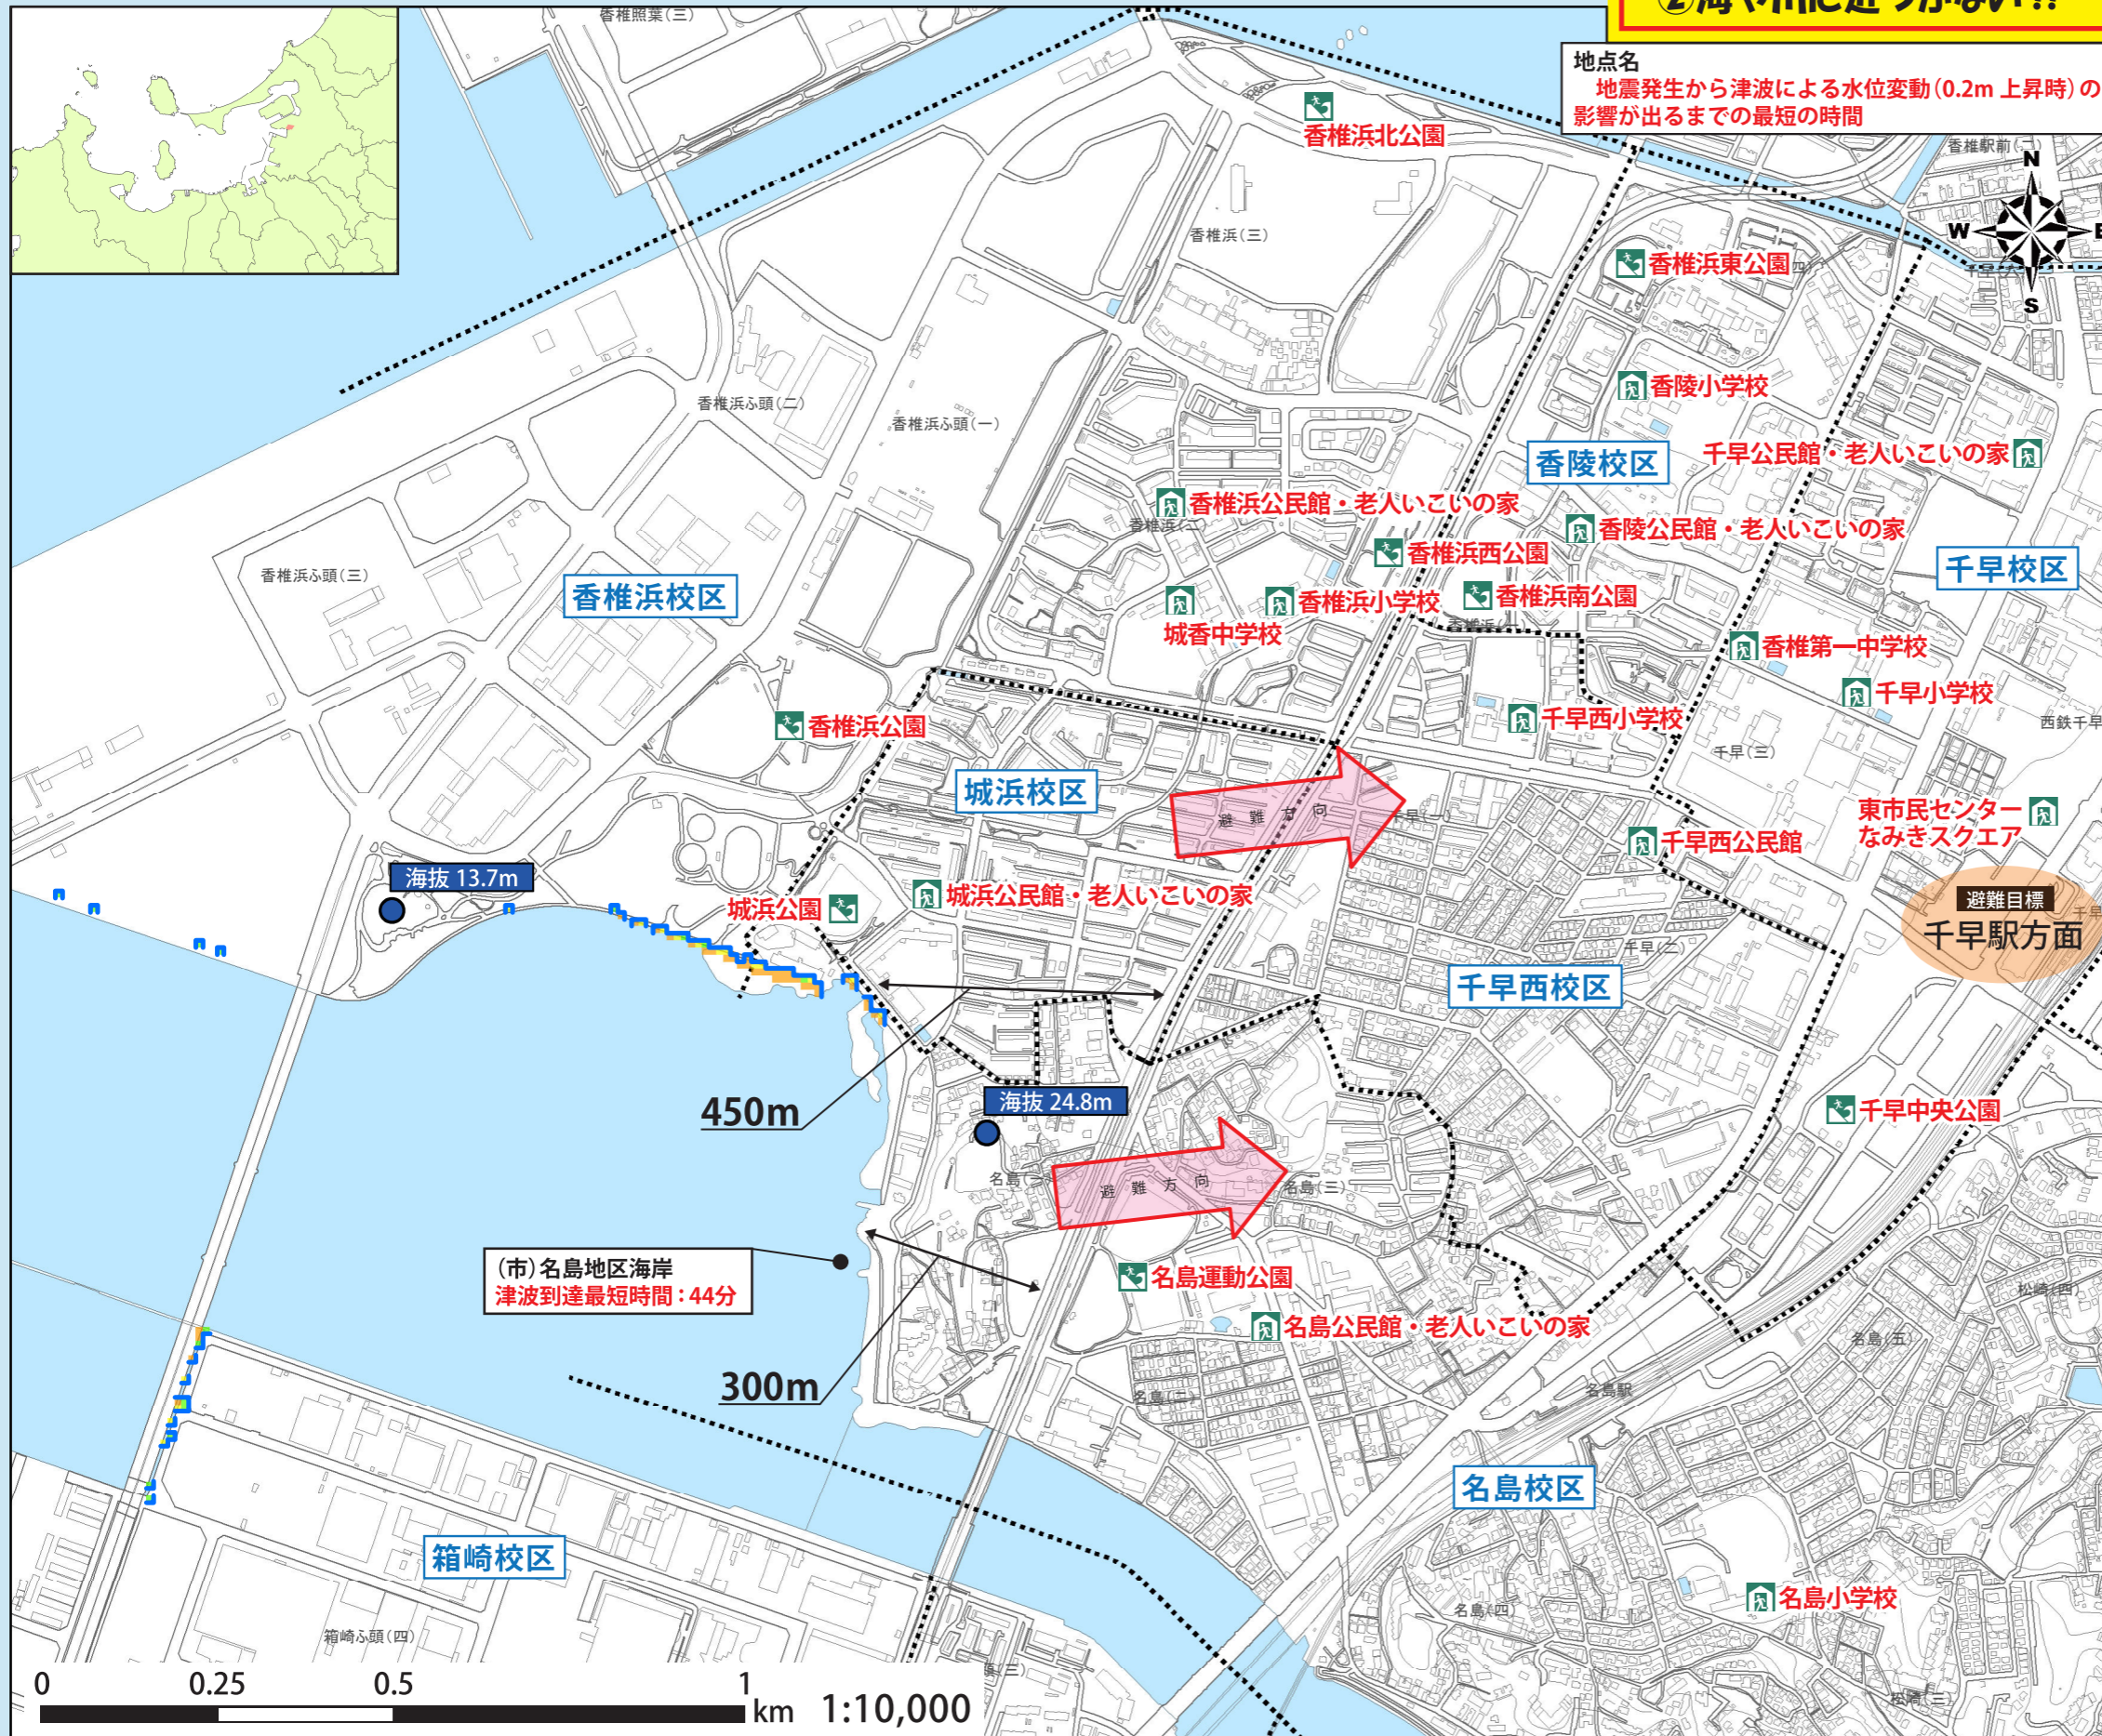 香椎照葉(三)
②海や川に近づかない!!
地点名
地震発生から津波による水位変動(0.2m 上昇時)の
影響が出るまでの最短の時間
香椎浜北公園
香椎駅前(二)
N
W
E
S
香椎浜(三)
香椎浜東公園
香陵小学校
香椎浜ふ頭(二)
香椎浜ふ頭(一)
香陵校区
千早公民館・老人いこいの家
香椎浜公民館・老人いこいの家
香椎浜(二)
香陵公民館・老人いこいの家
香椎浜西公園
千早校区
香椎浜ふ頭(三)
香椎浜校区
香椎浜小学校
香椎浜南公園
城香中学校
香椎浜(一)
香椎第一中学校
千早小学校
香椎浜公園
千早西小学校
西鉄千早
千早(三)
城浜校区
避難方向
千早(一)
東市民センター
なみきスクエア
千早西公民館
海抜 13.7m
城浜公民館・老人いこいの家
城浜公園
避難目標
千早駅方面
千早(二)
千早西校区
450m
海抜 24.8m
千早中央公園
名島(一)
避難方向
名島(三)
(市)名島地区海岸
津波到達最短時間:44分
名島運動公園
松崎(四)
名島公民館・老人いこいの家
名島(五)
300m
名島(二)
名島駅
名島校区
箱崎校区
名島小学校
名島(四)
箱崎ふ頭(四)
松崎(三)
0 0.25 0.5 1
km 1:10,000